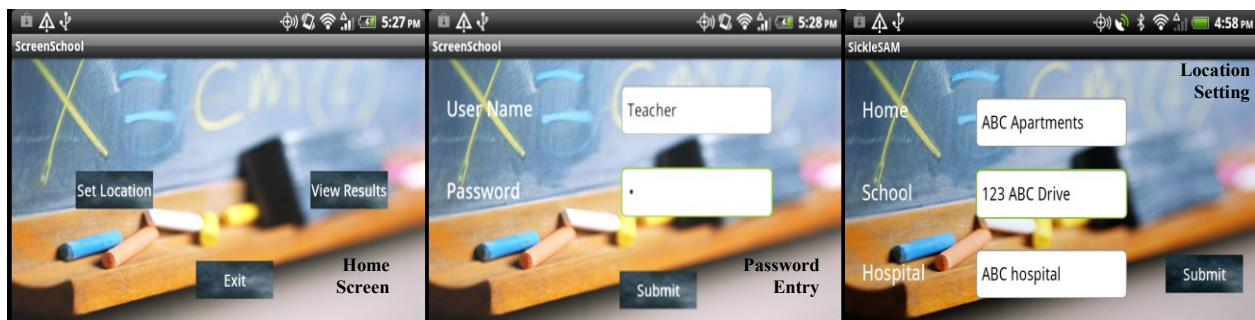 5:27 PM
ScreenSchool
Set Location
View Results
Exit
Home
Screen
5:28 PM
ScreenSchool
User Name
Teacher
Password
•
Submit
Password
Entry
4:58 PM
SickleSAM
Location
Setting
Home
ABC Apartments
School
123 ABC Drive
Hospital
ABC hospital
Submit